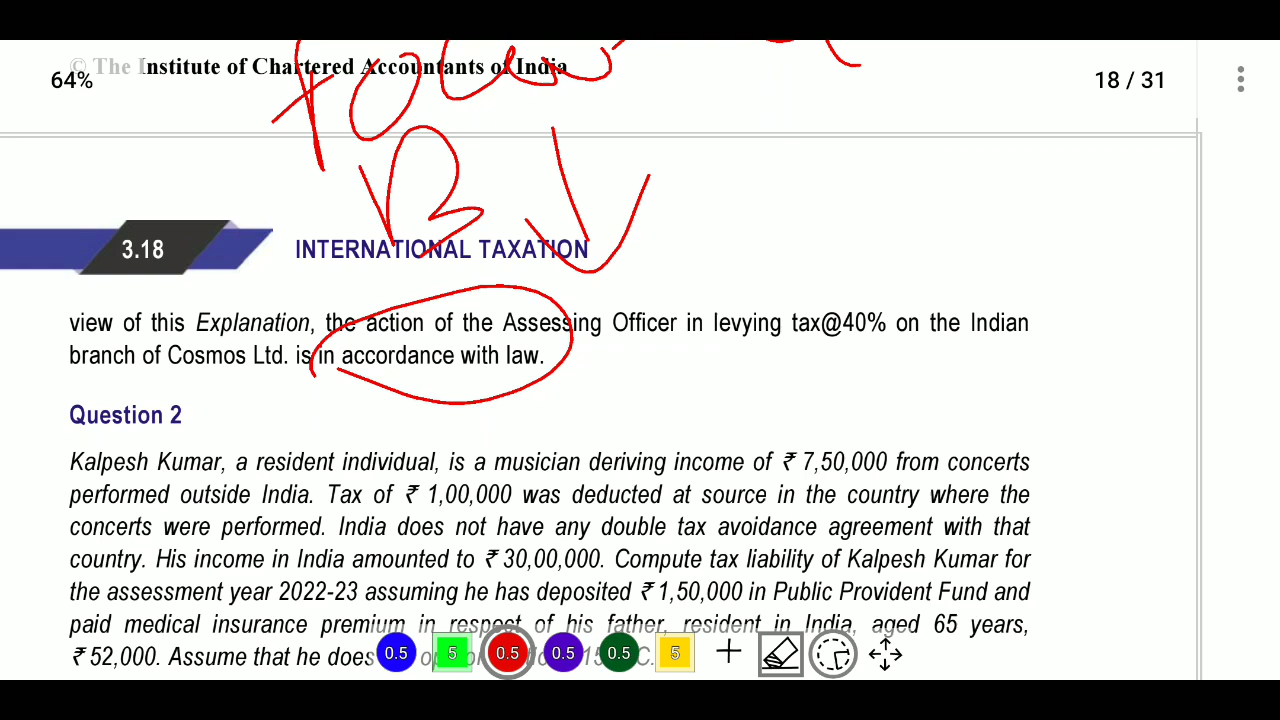 © The Institute of Chartered Accountants of India
64%
18 / 31
B
3.18
INTERNATIONAL TAXATION
view of this Explanation, the action of the Assessing Officer in levying tax@40% on the Indian
branch of Cosmos Ltd. is in accordance with law.
Question 2
Kalpesh Kumar, a resident individual, is a musician deriving income of ₹ 7,50,000 from concerts
performed outside India. Tax of ₹ 1,00,000 was deducted at source in the country where the
concerts were performed. India does not have any double tax avoidance agreement with that
country. His income in India amounted to ₹ 30,00,000. Compute tax liability of Kalpesh Kumar for
the assessment year 2022-23 assuming he has deposited ₹ 1,50,000 in Public Provident Fund and
paid medical insurance premium in respect of his father, resident in India, aged 65 years,
₹ 52,000. Assume that he does
0.5 5 0.5 0.5 0.5 5